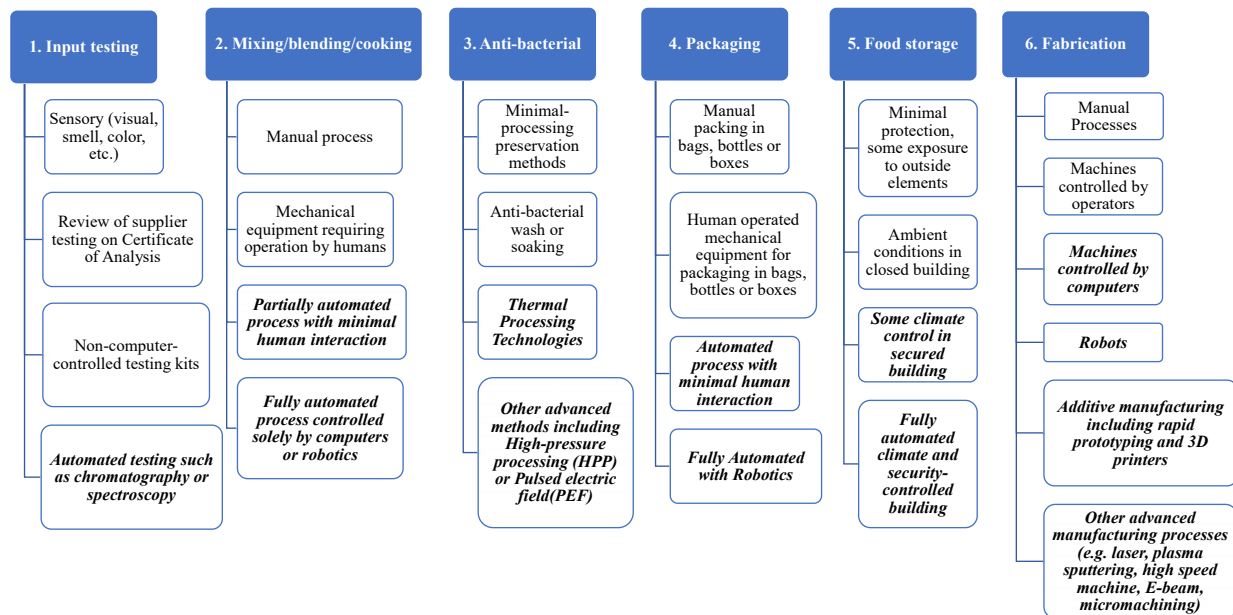 1. Input testing
Sensory (visual,
smell, color,
etc.)
Review of supplier
testing on Certificate
of Analysis
Non-computer-
controlled testing kits
Automated testing such
as chromatography or
spectroscopy
2. Mixing/blending/cooking
Manual process
Mechanical
equipment requiring
operation by humans
Partially automated
process with minimal
human interaction
Fully automated
process controlled
solely by computers
or robotics
3. Anti-bacterial
Minimal-
processing
preservation
methods
Anti-bacterial
wash or
soaking
Thermal
Processing
Technologies
Other advanced
methods including
High-pressure
processing (HPP)
or Pulsed electric
field(PEF)
4. Packaging
Manual
packing in
bags, bottles or
boxes
Human operated
mechanical
equipment for
packaging in bags,
bottles or boxes
Automated
process with
minimal human
interaction
Fully Automated
with Robotics
5. Food storage
Minimal
protection,
some exposure
to outside
elements
Ambient
conditions in
closed building
Some climate
control in
secured
building
Fully
automated
climate and
security-
controlled
building
6. Fabrication
Manual
Processes
Machines
controlled by
operators
Machines
controlled by
computers
Robots
Additive manufacturing
including rapid
prototyping and 3D
printers
Other advanced
manufacturing processes
(e.g. laser, plasma
sputtering, high speed
machine, E-beam,
micromachining)